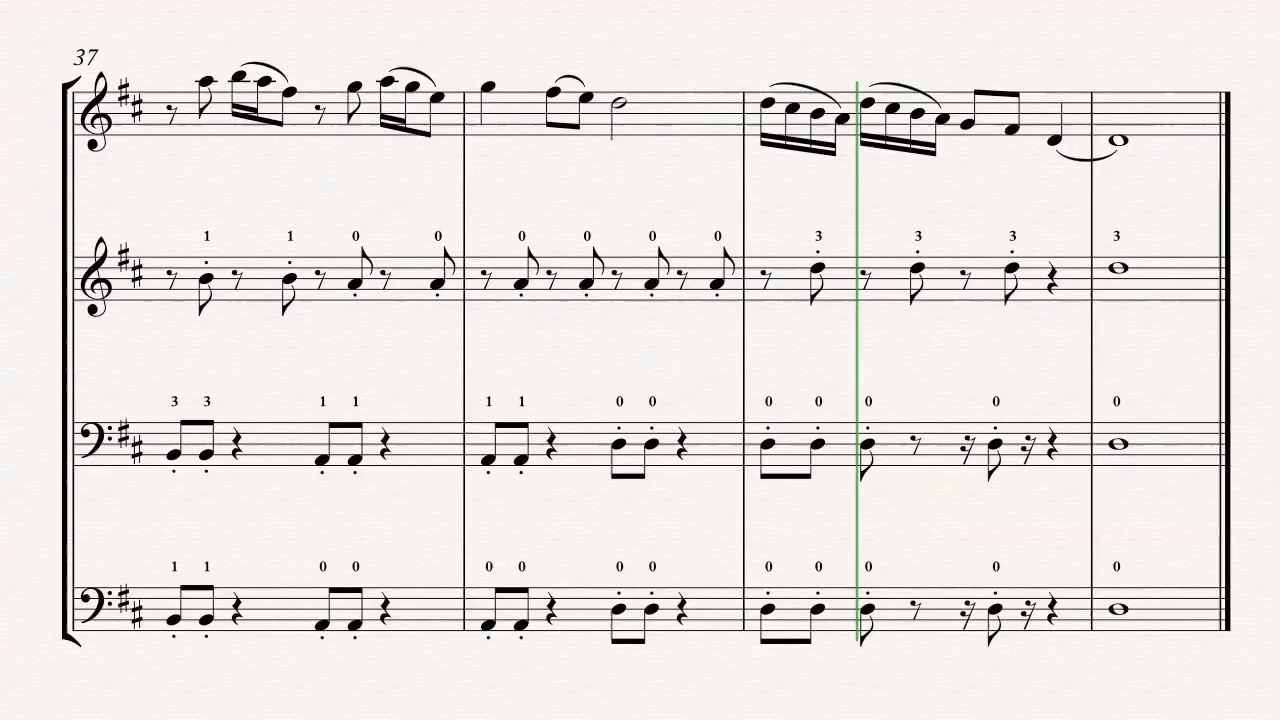 37
1 1 0 0 0 0 0 0 3 3 3 3
3 3 1 1 1 1 0 0 0 0 0 0 0
1 1 0 0 0 0 0 0 0 0 0 0 0